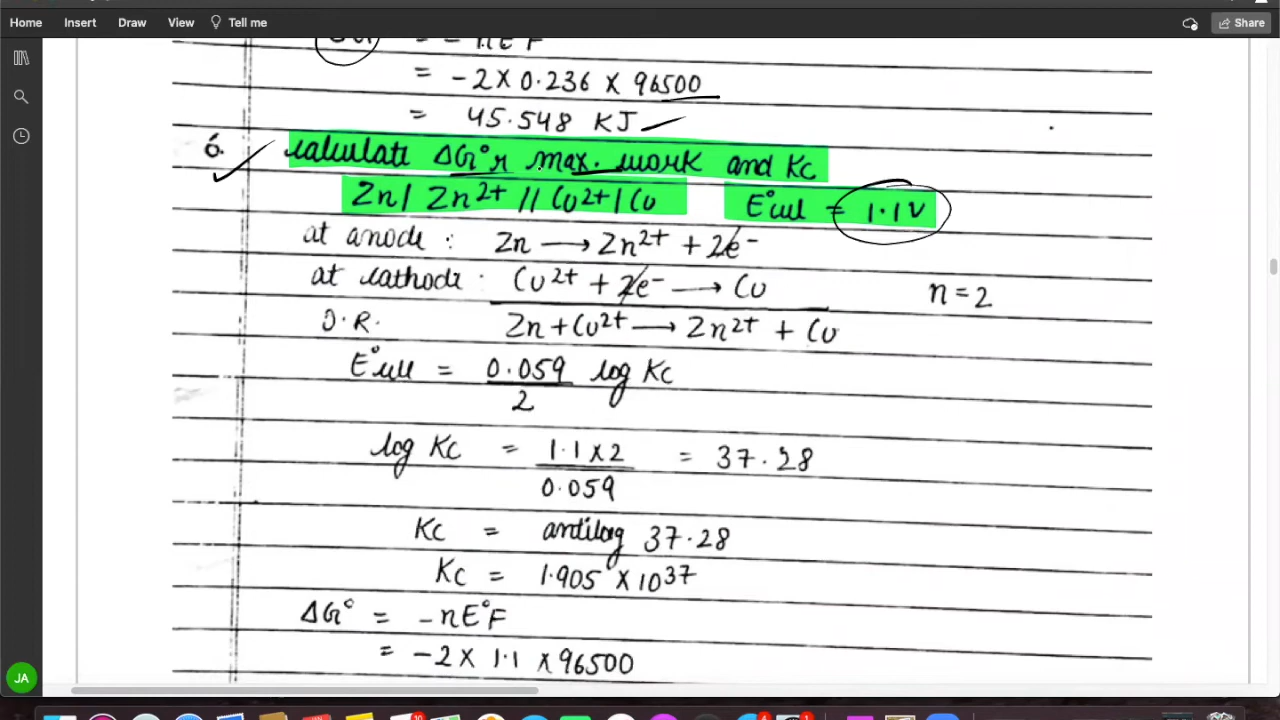 Home Insert Draw View Tell me Share
= -nE°F
= -2 X 0.236 X 96500
= 45.548 KJ
6. Calculate ΔG°r max. work and Kc
Zn| Zn2+ || Cu2+ | Cu E°cell = 1.1V
at anode : Zn ⟶ Zn2+ + 2e-
at cathode : Cu2+ + 2e- ⟶ Cu n=2
O.R. Zn + Cu2+ ⟶ Zn2+ + Cu
E°cell = 0.059 log Kc
2
log Kc = 1.1 X 2 = 37.28
0.059
Kc = antilog 37.28
Kc = 1.905 X 10^37
ΔG° = -nE°F
= -2 X 1.1 X 96500
JA